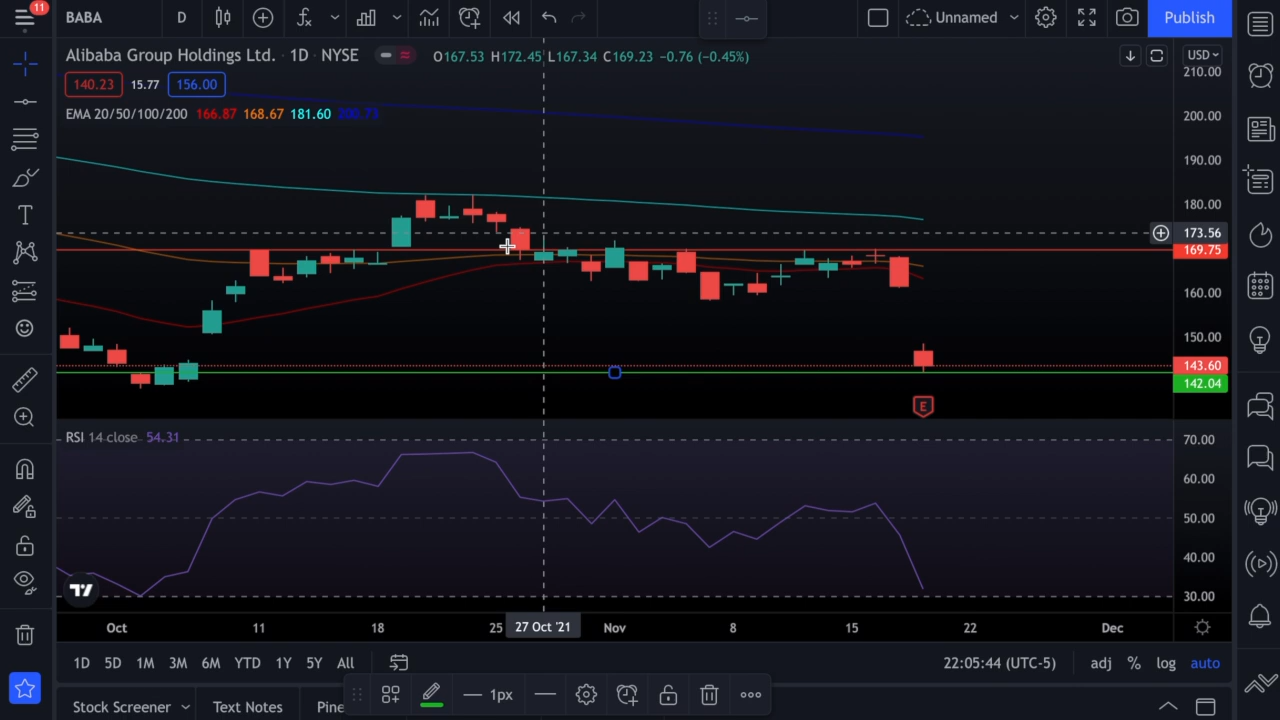 11
BABA
D
Unnamed
Publish
Alibaba Group Holdings Ltd. · 1D · NYSE
O167.53 H172.45 L167.34 C169.23 -0.76 (-0.45%)
USD
140.23 15.77 156.00
EMA 20/50/100/200 166.87 168.67 181.60 200.73
210.00
200.00
190.00
180.00
173.56
169.75
160.00
150.00
143.60
142.04
E
RSI 14 close 54.31
70.00
60.00
50.00
40.00
30.00
Oct 11 18 25 27 Oct '21 Nov 8 15 22 Dec
1D 5D 1M 3M 6M YTD 1Y 5Y All
22:05:44 (UTC-5) adj % log auto
1px
Stock Screener Text Notes Pine